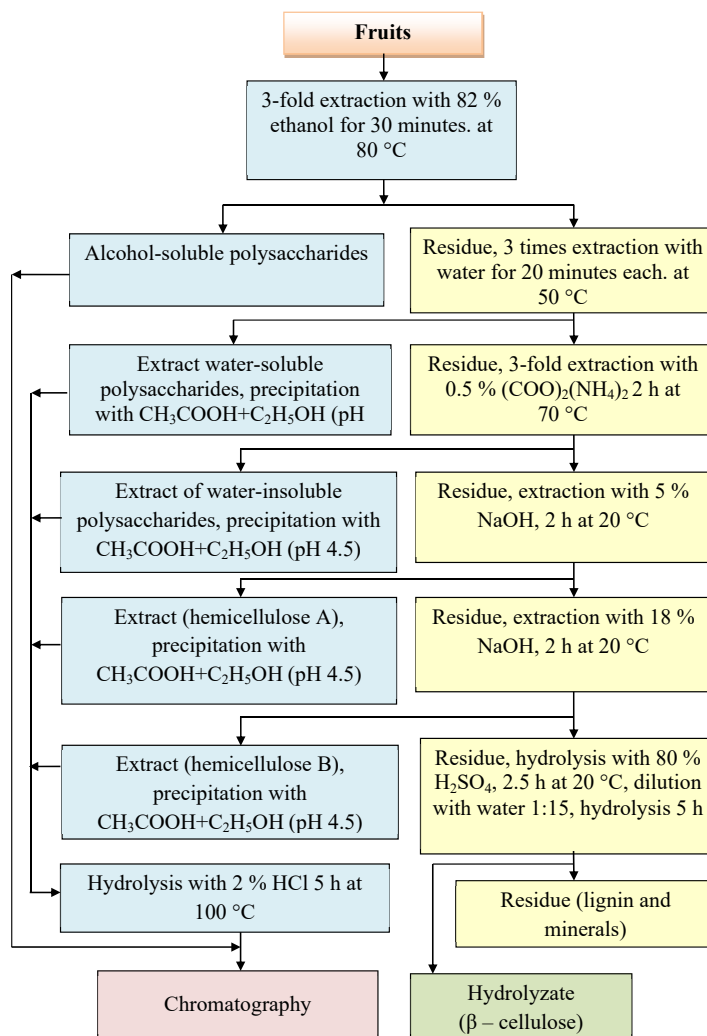 Fruits
3-fold extraction with 82 %
ethanol for 30 minutes. at
80 °C
Alcohol-soluble polysaccharides
Residue, 3 times extraction with
water for 20 minutes each. at
50 °C
Extract water-soluble
polysaccharides, precipitation
with CH₃COOH+C₂H₅OH (pH
Residue, 3-fold extraction with
0.5 % (COO)₂(NH₄)₂ 2 h at
70 °C
Extract of water-insoluble
polysaccharides, precipitation with
CH₃COOH+C₂H₅OH (pH 4.5)
Residue, extraction with 5 %
NaOH, 2 h at 20 °C
Extract (hemicellulose A),
precipitation with
CH₃COOH+C₂H₅OH (pH 4.5)
Residue, extraction with 18 %
NaOH, 2 h at 20 °C
Extract (hemicellulose B),
precipitation with
CH₃COOH+C₂H₅OH (pH 4.5)
Residue, hydrolysis with 80 %
H₂SO₄, 2.5 h at 20 °C, dilution
with water 1:15, hydrolysis 5 h
Hydrolysis with 2 % HCl 5 h at
100 °C
Residue (lignin and
minerals)
Chromatography
Hydrolyzate
(β – cellulose)